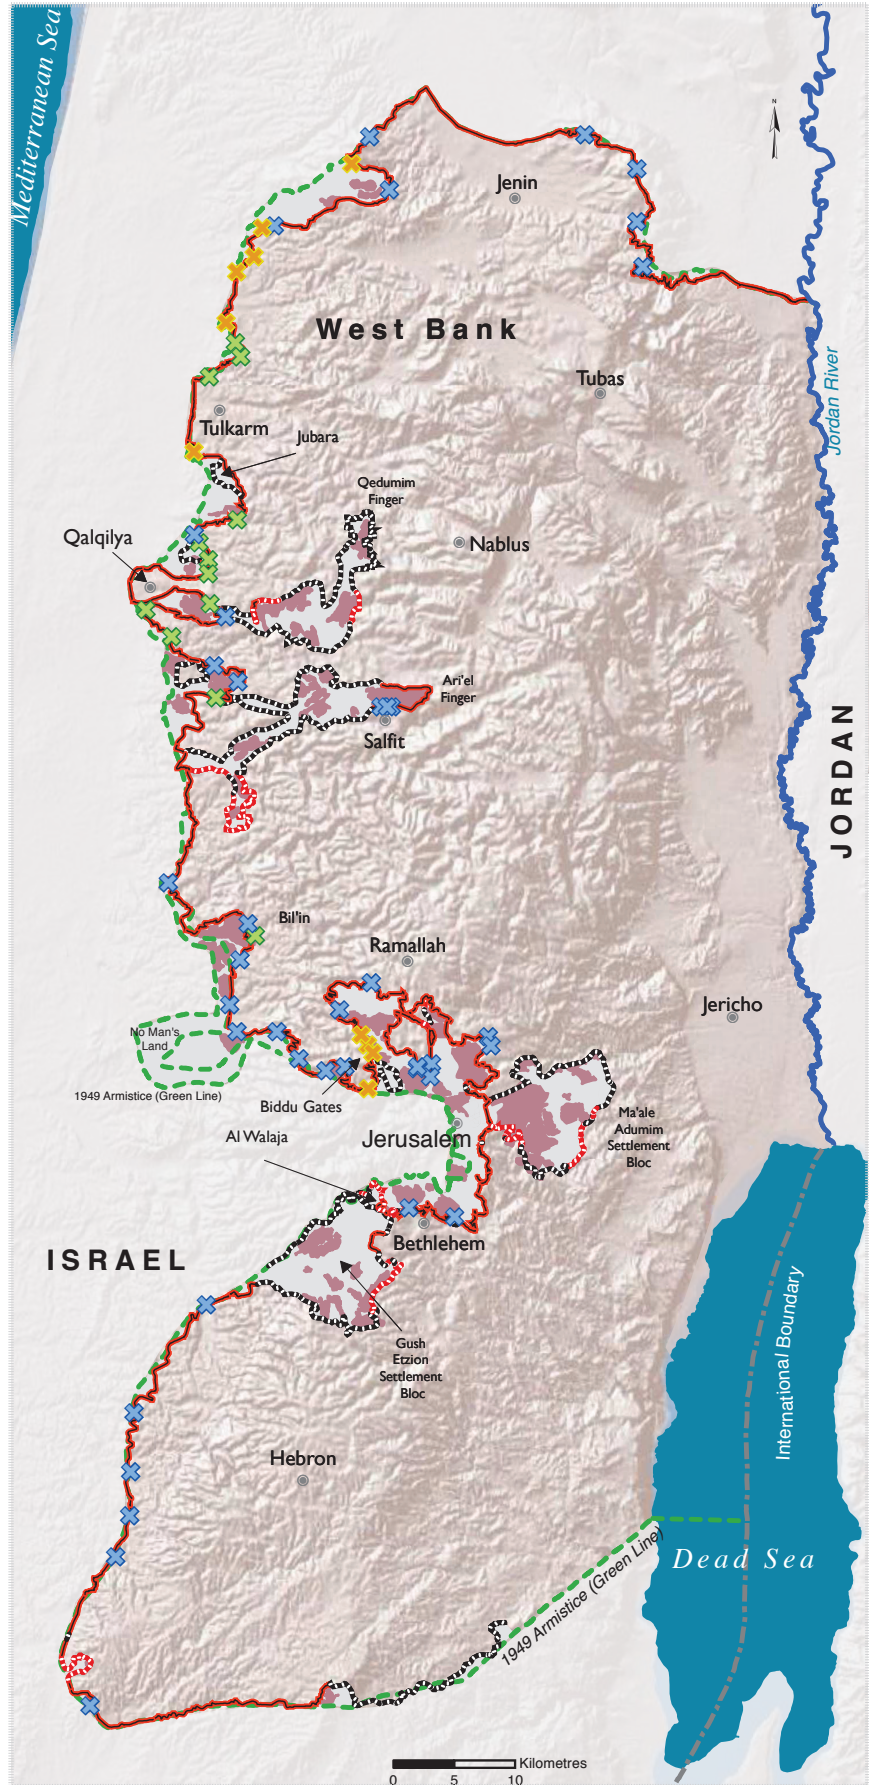 Mediterranean Sea
N
Jenin
West Bank
Tubas
Jordan River
Tulkarm
Jubara
Qedumim
Finger
Qalqilya
Nablus
Ari'el
Finger
Salfit
JORDAN
Bil'in
Ramallah
Jericho
No Man's
Land
1949 Armistice (Green Line)
Biddu Gates
Ma'ale
Adumim
Settlement
Bloc
Al Walaja
Jerusalem
Bethlehem
ISRAEL
International Boundary
Gush
Etzion
Settlement
Bloc
Hebron
Dead Sea
1949 Armistice (Green Line)
Kilometres
0 5 10